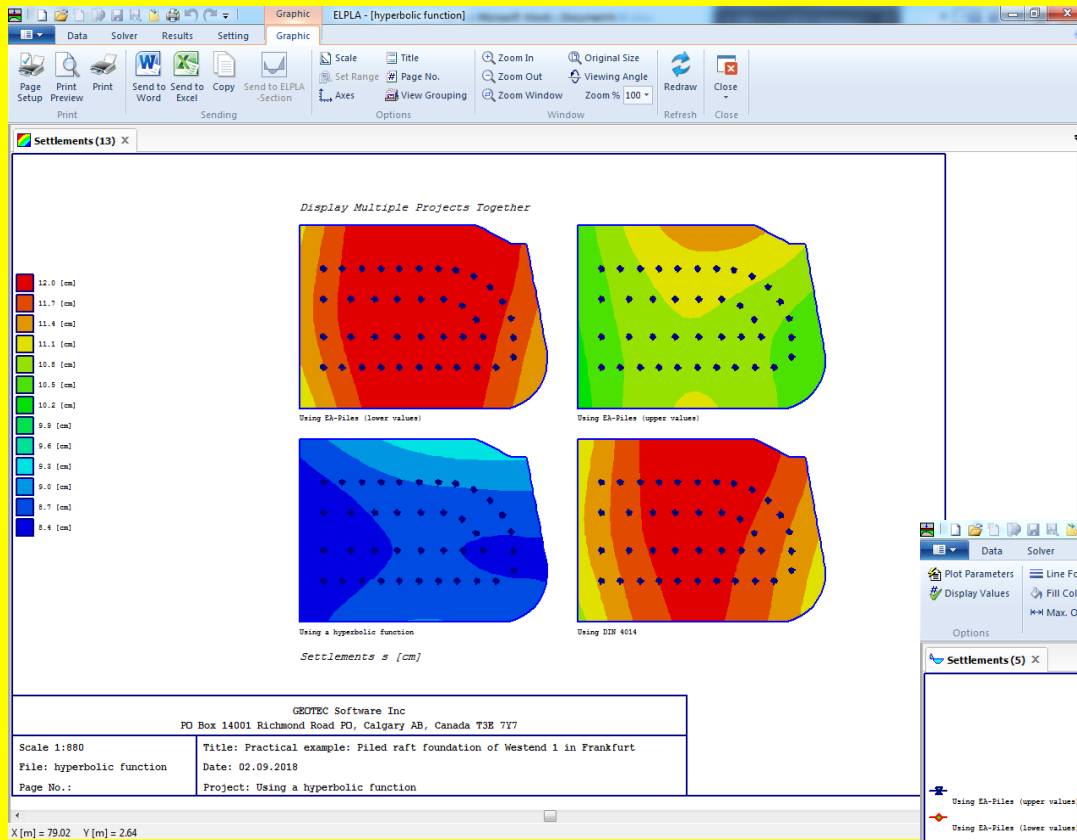 Graphic
ELPLA - [hyperbolic function]
Data Solver Results Setting Graphic
Page Setup
Print Preview
Print
Send to Word
Send to Excel
Copy
Send to ELPLA -Section
Scale
Set Range
Axes
Title
Page No.
View Grouping
Zoom In
Zoom Out
Zoom Window
Original Size
Viewing Angle
Zoom % 100
Redraw
Close
Print
Sending
Options
Window
Refresh
Close
Settlements (13) X
Display Multiple Projects Together
12.0 [cm]
11.7 [cm]
11.4 [cm]
11.1 [cm]
10.8 [cm]
10.5 [cm]
10.2 [cm]
9.9 [cm]
9.6 [cm]
9.3 [cm]
9.0 [cm]
8.7 [cm]
8.4 [cm]
Using EA-Piles (lower values)
Using EA-Piles (upper values)
Using a hyperbolic function
Using DIN 4014
Settlements s [cm]
GEOTEC Software Inc
PO Box 14001 Richmond Road PO, Calgary AB, Canada T3E 7Y7
Scale 1:880
File: hyperbolic function
Page No.:
Title: Practical example: Piled raft foundation of Westend 1 in Frankfurt
Date: 02.09.2018
Project: Using a hyperbolic function
X [m] = 79.02 Y [m] = 2.64
Data Solver
Plot Parameters
Display Values
Line Fo
Fill Col
Max. O
Options
Settlements (5) X
Using EA-Piles (upper values)
Using EA-Piles (lower values)